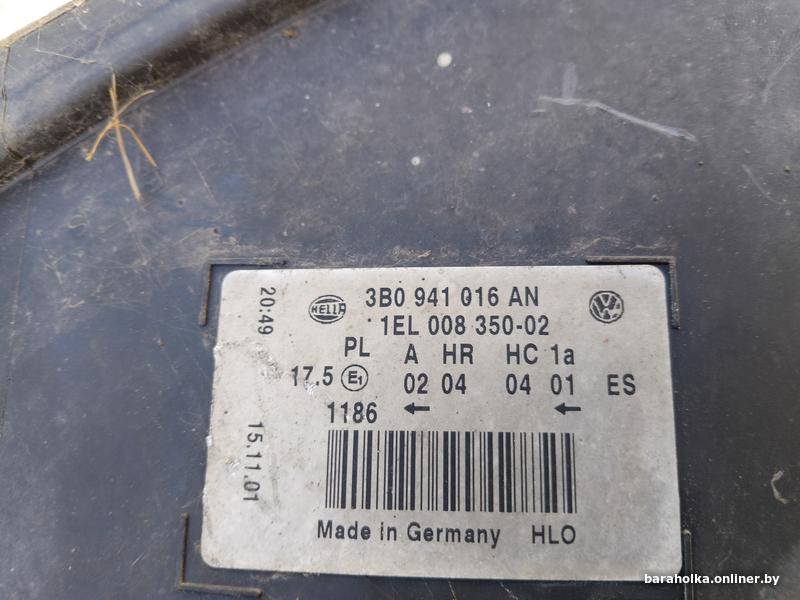 20:49
HELLA
3B0 941 016 AN
1EL 008 350-02
PL A HR HC 1a
17.5 E1 02 04 04 01 ES
1186 ← ←
15.11.01
Made in Germany HLO
baraholka.onliner.by